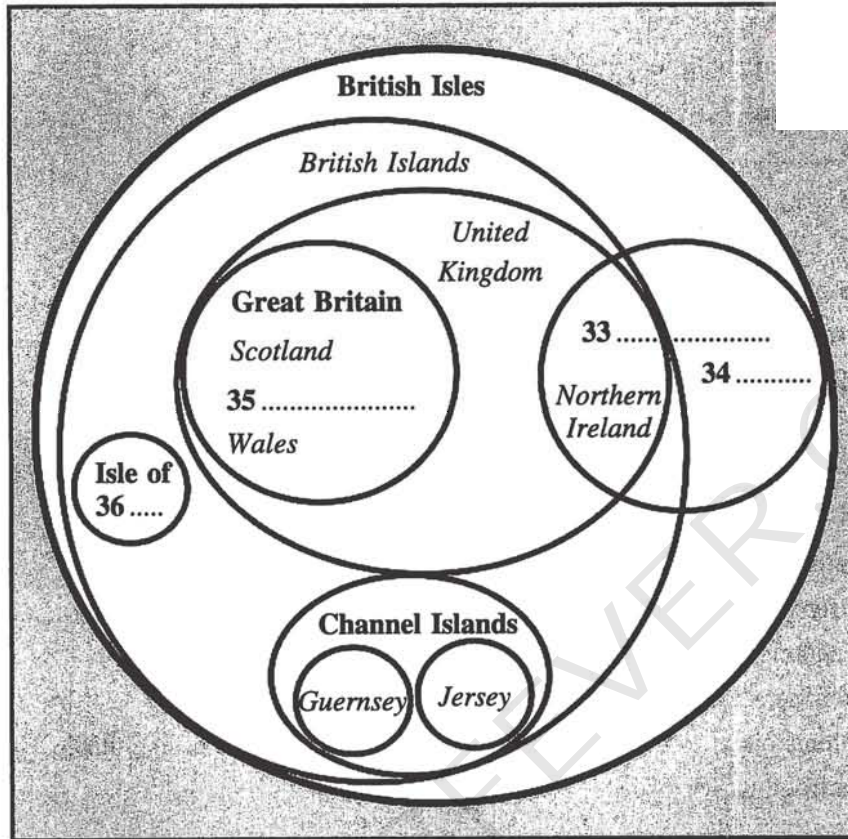 British Isles
British Islands
United
Kingdom
Great Britain
Scotland
35 ....................
Wales
33 ....................
34 ..........
Northern
Ireland
Isle of
36 .....
Channel Islands
Guernsey
Jersey
EVER